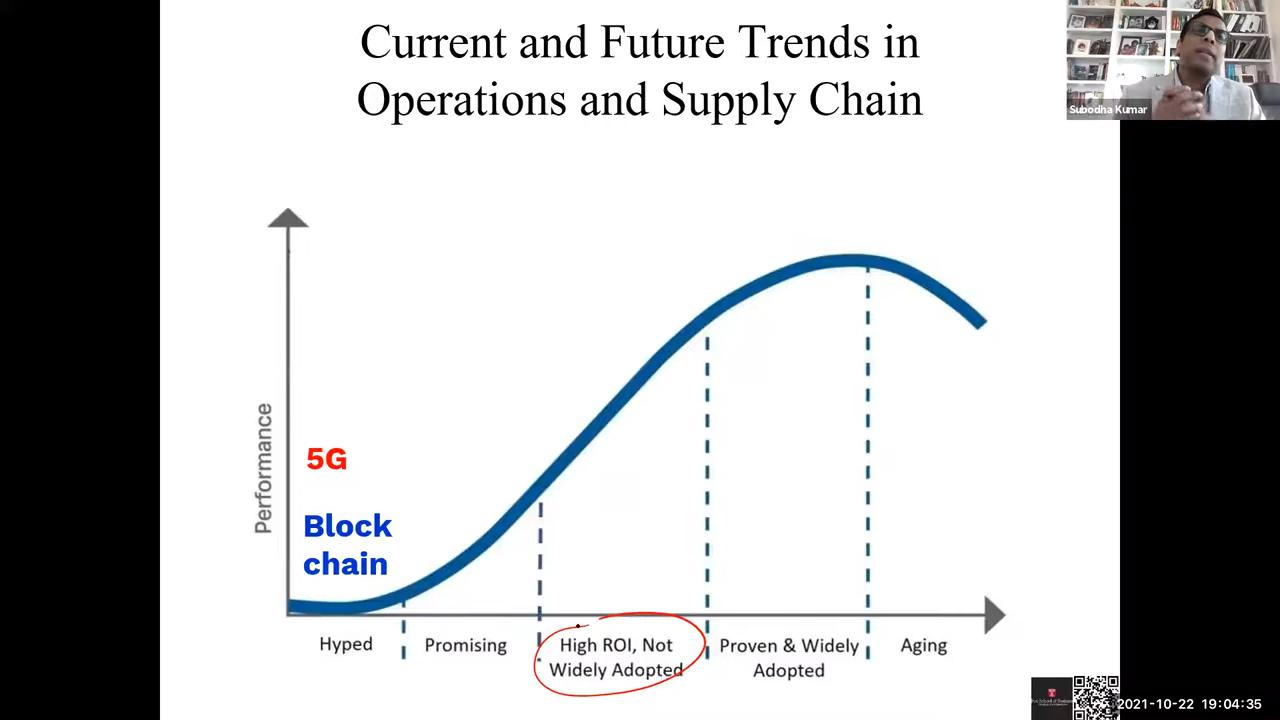 Current and Future Trends in
Operations and Supply Chain
Subodha Kumar
Performance
5G
Block
chain
Hyped
Promising
High ROI, Not
Widely Adopted
Proven & Widely
Adopted
Aging
2021-10-22 19:04:35